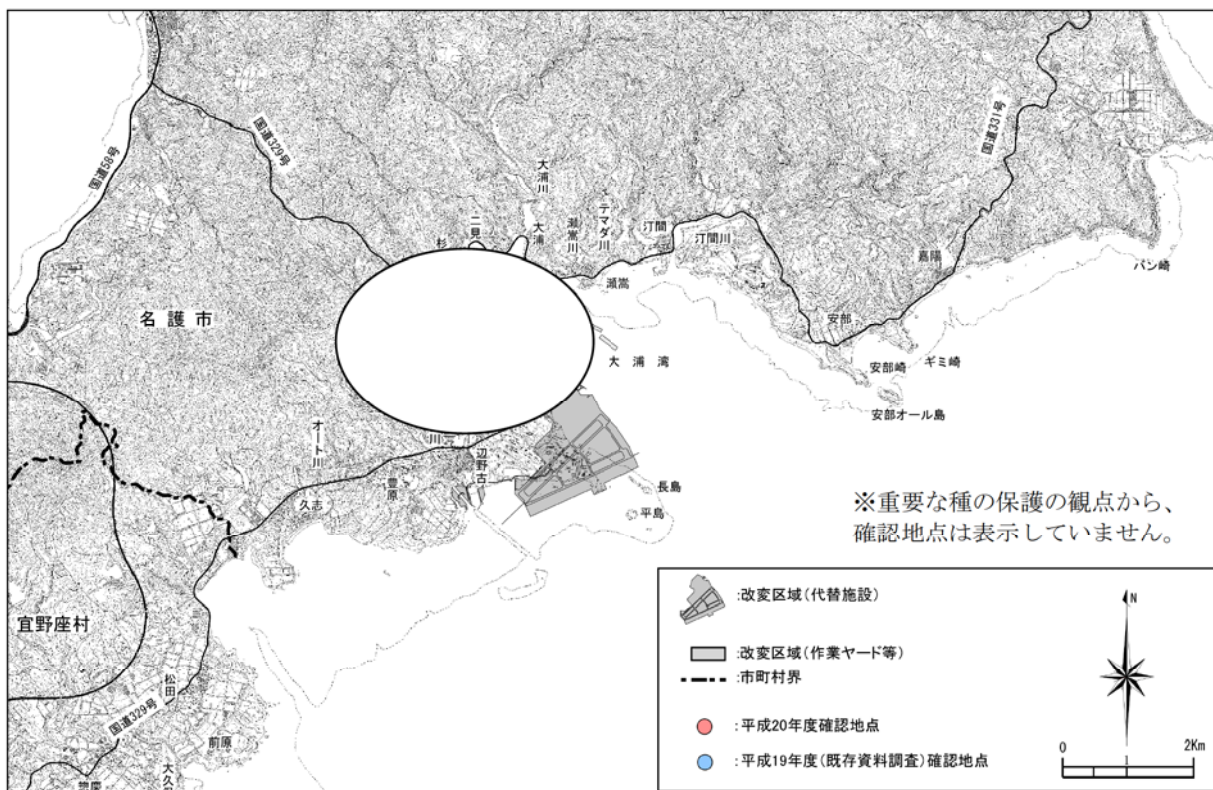 国道58号
国道329号
国道331号
大浦川
二見
杉
大浦
瀬嵩川
テマダ川
汀間
汀間川
嘉陽
バン崎
瀬嵩
名護市
安部
大浦湾
安部崎
ギミ崎
安部オール島
オート川
川
辺野古
豊原
久志
長島
平島
※重要な種の保護の観点から、
確認地点は表示していません。
宜野座村
松田
国道329号
前原
惣慶
大久
:改変区域(代替施設)
:改変区域(作業ヤード等)
:市町村界
:平成20年度確認地点
:平成19年度(既存資料調査)確認地点
N
0
1
2Km